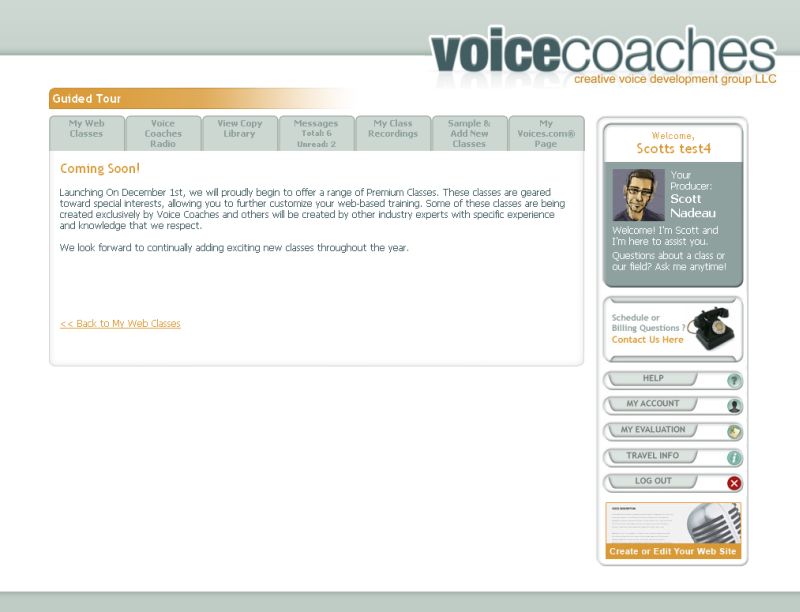 voicecoaches
creative voice development group LLC
Guided Tour
My Web
Classes
Voice
Coaches
Radio
View Copy
Library
Messages
Total: 6
Unread: 2
My Class
Recordings
Sample &
Add New
Classes
My
Voices.com®
Page
Coming Soon!
Launching On December 1st, we will proudly begin to offer a range of Premium Classes. These classes are geared
toward special interests, allowing you to further customize your web-based training. Some of these classes are being
created exclusively by Voice Coaches and others will be created by other industry experts with specific experience
and knowledge that we respect.
We look forward to continually adding exciting new classes throughout the year.
<< Back to My Web Classes
Welcome,
Scotts test4
Your
Producer:
Scott
Nadeau
Welcome! I'm Scott and
I'm here to assist you.
Questions about a class or
our field? Ask me anytime!
Schedule or
Billing Questions ?
Contact Us Here
HELP
?
MY ACCOUNT
MY EVALUATION
TRAVEL INFO
i
LOG OUT
Create or Edit Your Web Site